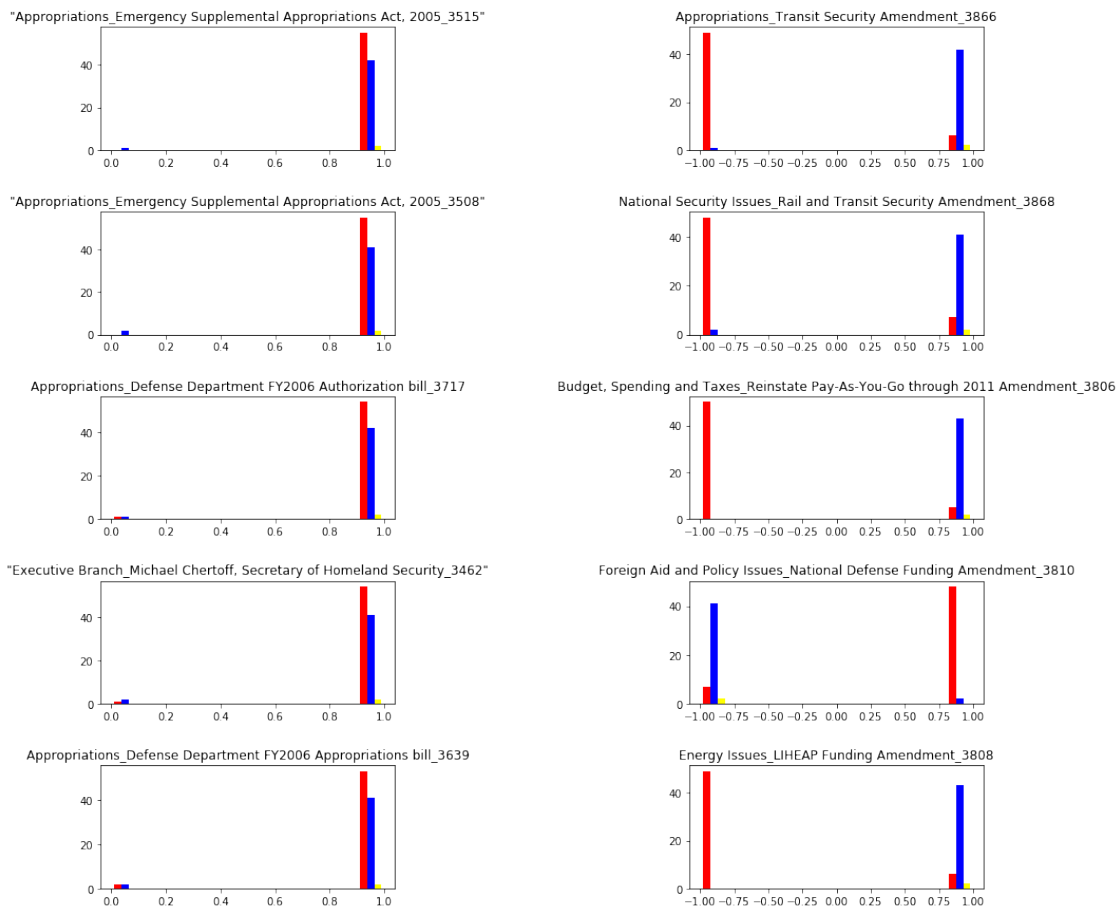 "Appropriations_Emergency Supplemental Appropriations Act, 2005_3515"
40
20
0
0.0 0.2 0.4 0.6 0.8 1.0
Appropriations_Transit Security Amendment_3866
40
20
0
−1.00 −0.75 −0.50 −0.25 0.00 0.25 0.50 0.75 1.00
"Appropriations_Emergency Supplemental Appropriations Act, 2005_3508"
40
20
0
0.0 0.2 0.4 0.6 0.8 1.0
National Security Issues_Rail and Transit Security Amendment_3868
40
20
0
−1.00 −0.75 −0.50 −0.25 0.00 0.25 0.50 0.75 1.00
Appropriations_Defense Department FY2006 Authorization bill_3717
40
20
0
0.0 0.2 0.4 0.6 0.8 1.0
Budget, Spending and Taxes_Reinstate Pay-As-You-Go through 2011 Amendment_3806
40
20
0
−1.00 −0.75 −0.50 −0.25 0.00 0.25 0.50 0.75 1.00
"Executive Branch_Michael Chertoff, Secretary of Homeland Security_3462"
40
20
0
0.0 0.2 0.4 0.6 0.8 1.0
Foreign Aid and Policy Issues_National Defense Funding Amendment_3810
40
20
0
−1.00 −0.75 −0.50 −0.25 0.00 0.25 0.50 0.75 1.00
Appropriations_Defense Department FY2006 Appropriations bill_3639
40
20
0
0.0 0.2 0.4 0.6 0.8 1.0
Energy Issues_LIHEAP Funding Amendment_3808
40
20
0
−1.00 −0.75 −0.50 −0.25 0.00 0.25 0.50 0.75 1.00